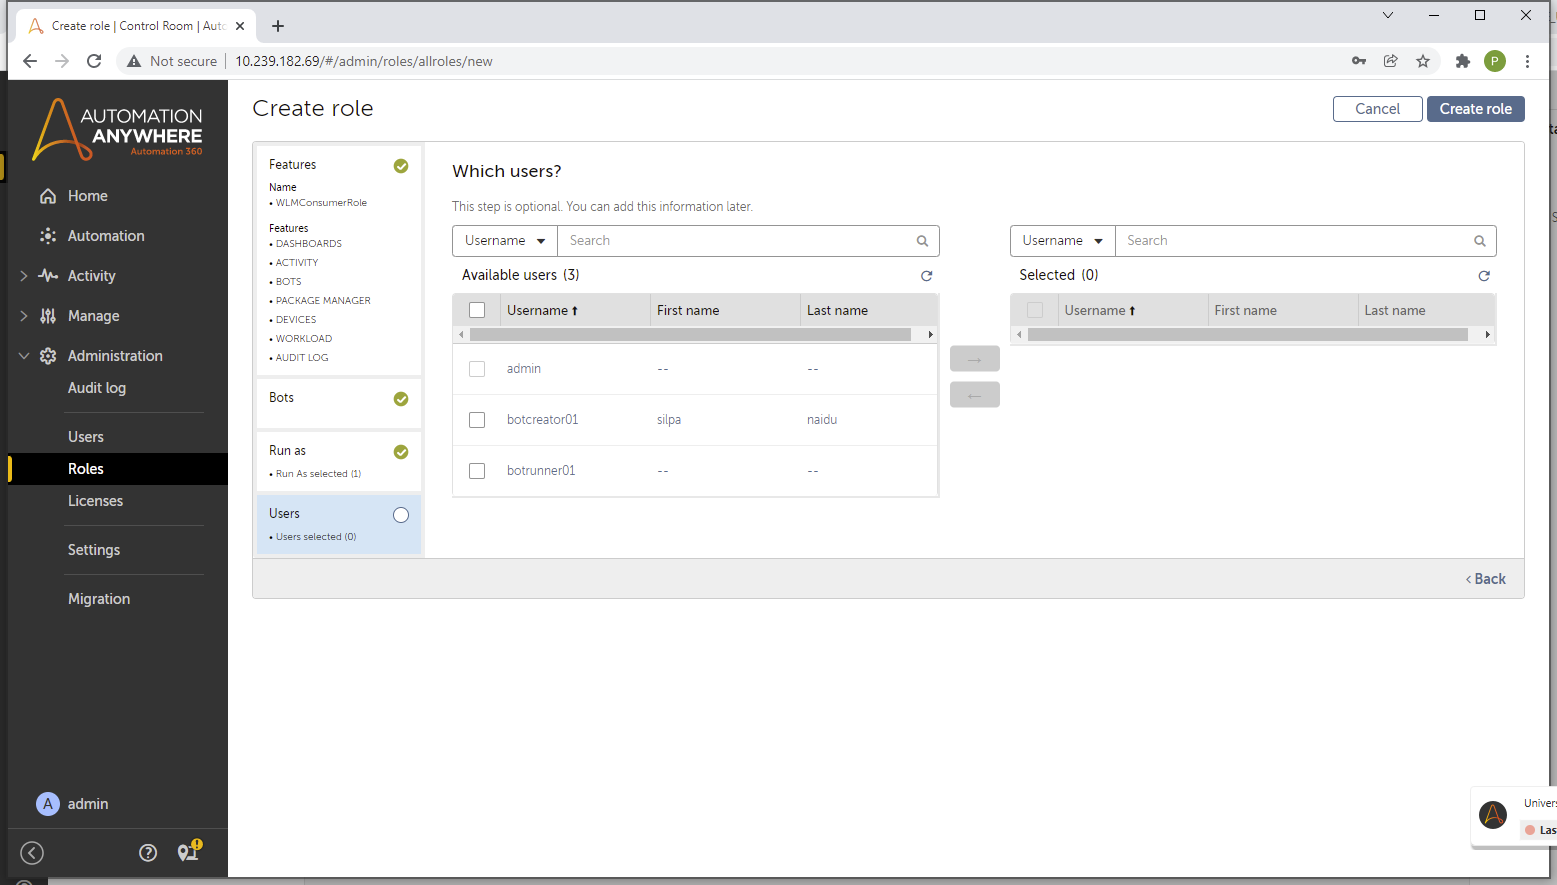 Create role | Control Room | Auto
Not secure
10.239.182.69/#/admin/roles/allroles/new
P
AUTOMATION
ANYWHERE
Automation 360
Home
Automation
Activity
Manage
Administration
Audit log
Users
Roles
Licenses
Settings
Migration
A admin
Create role
Cancel
Create role
Features
Name
• WLMConsumerRole
Features
• DASHBOARDS
• ACTIVITY
• BOTS
• PACKAGE MANAGER
• DEVICES
• WORKLOAD
• AUDIT LOG
Bots
Run as
• Run As selected (1)
Users
• Users selected (0)
Which users?
This step is optional. You can add this information later.
Username Search
Available users (3)
Username First name Last name
admin -- --
botcreator01 silpa naidu
botrunner01 -- --
Username Search
Selected (0)
Username First name Last name
‹ Back
Univers
Las